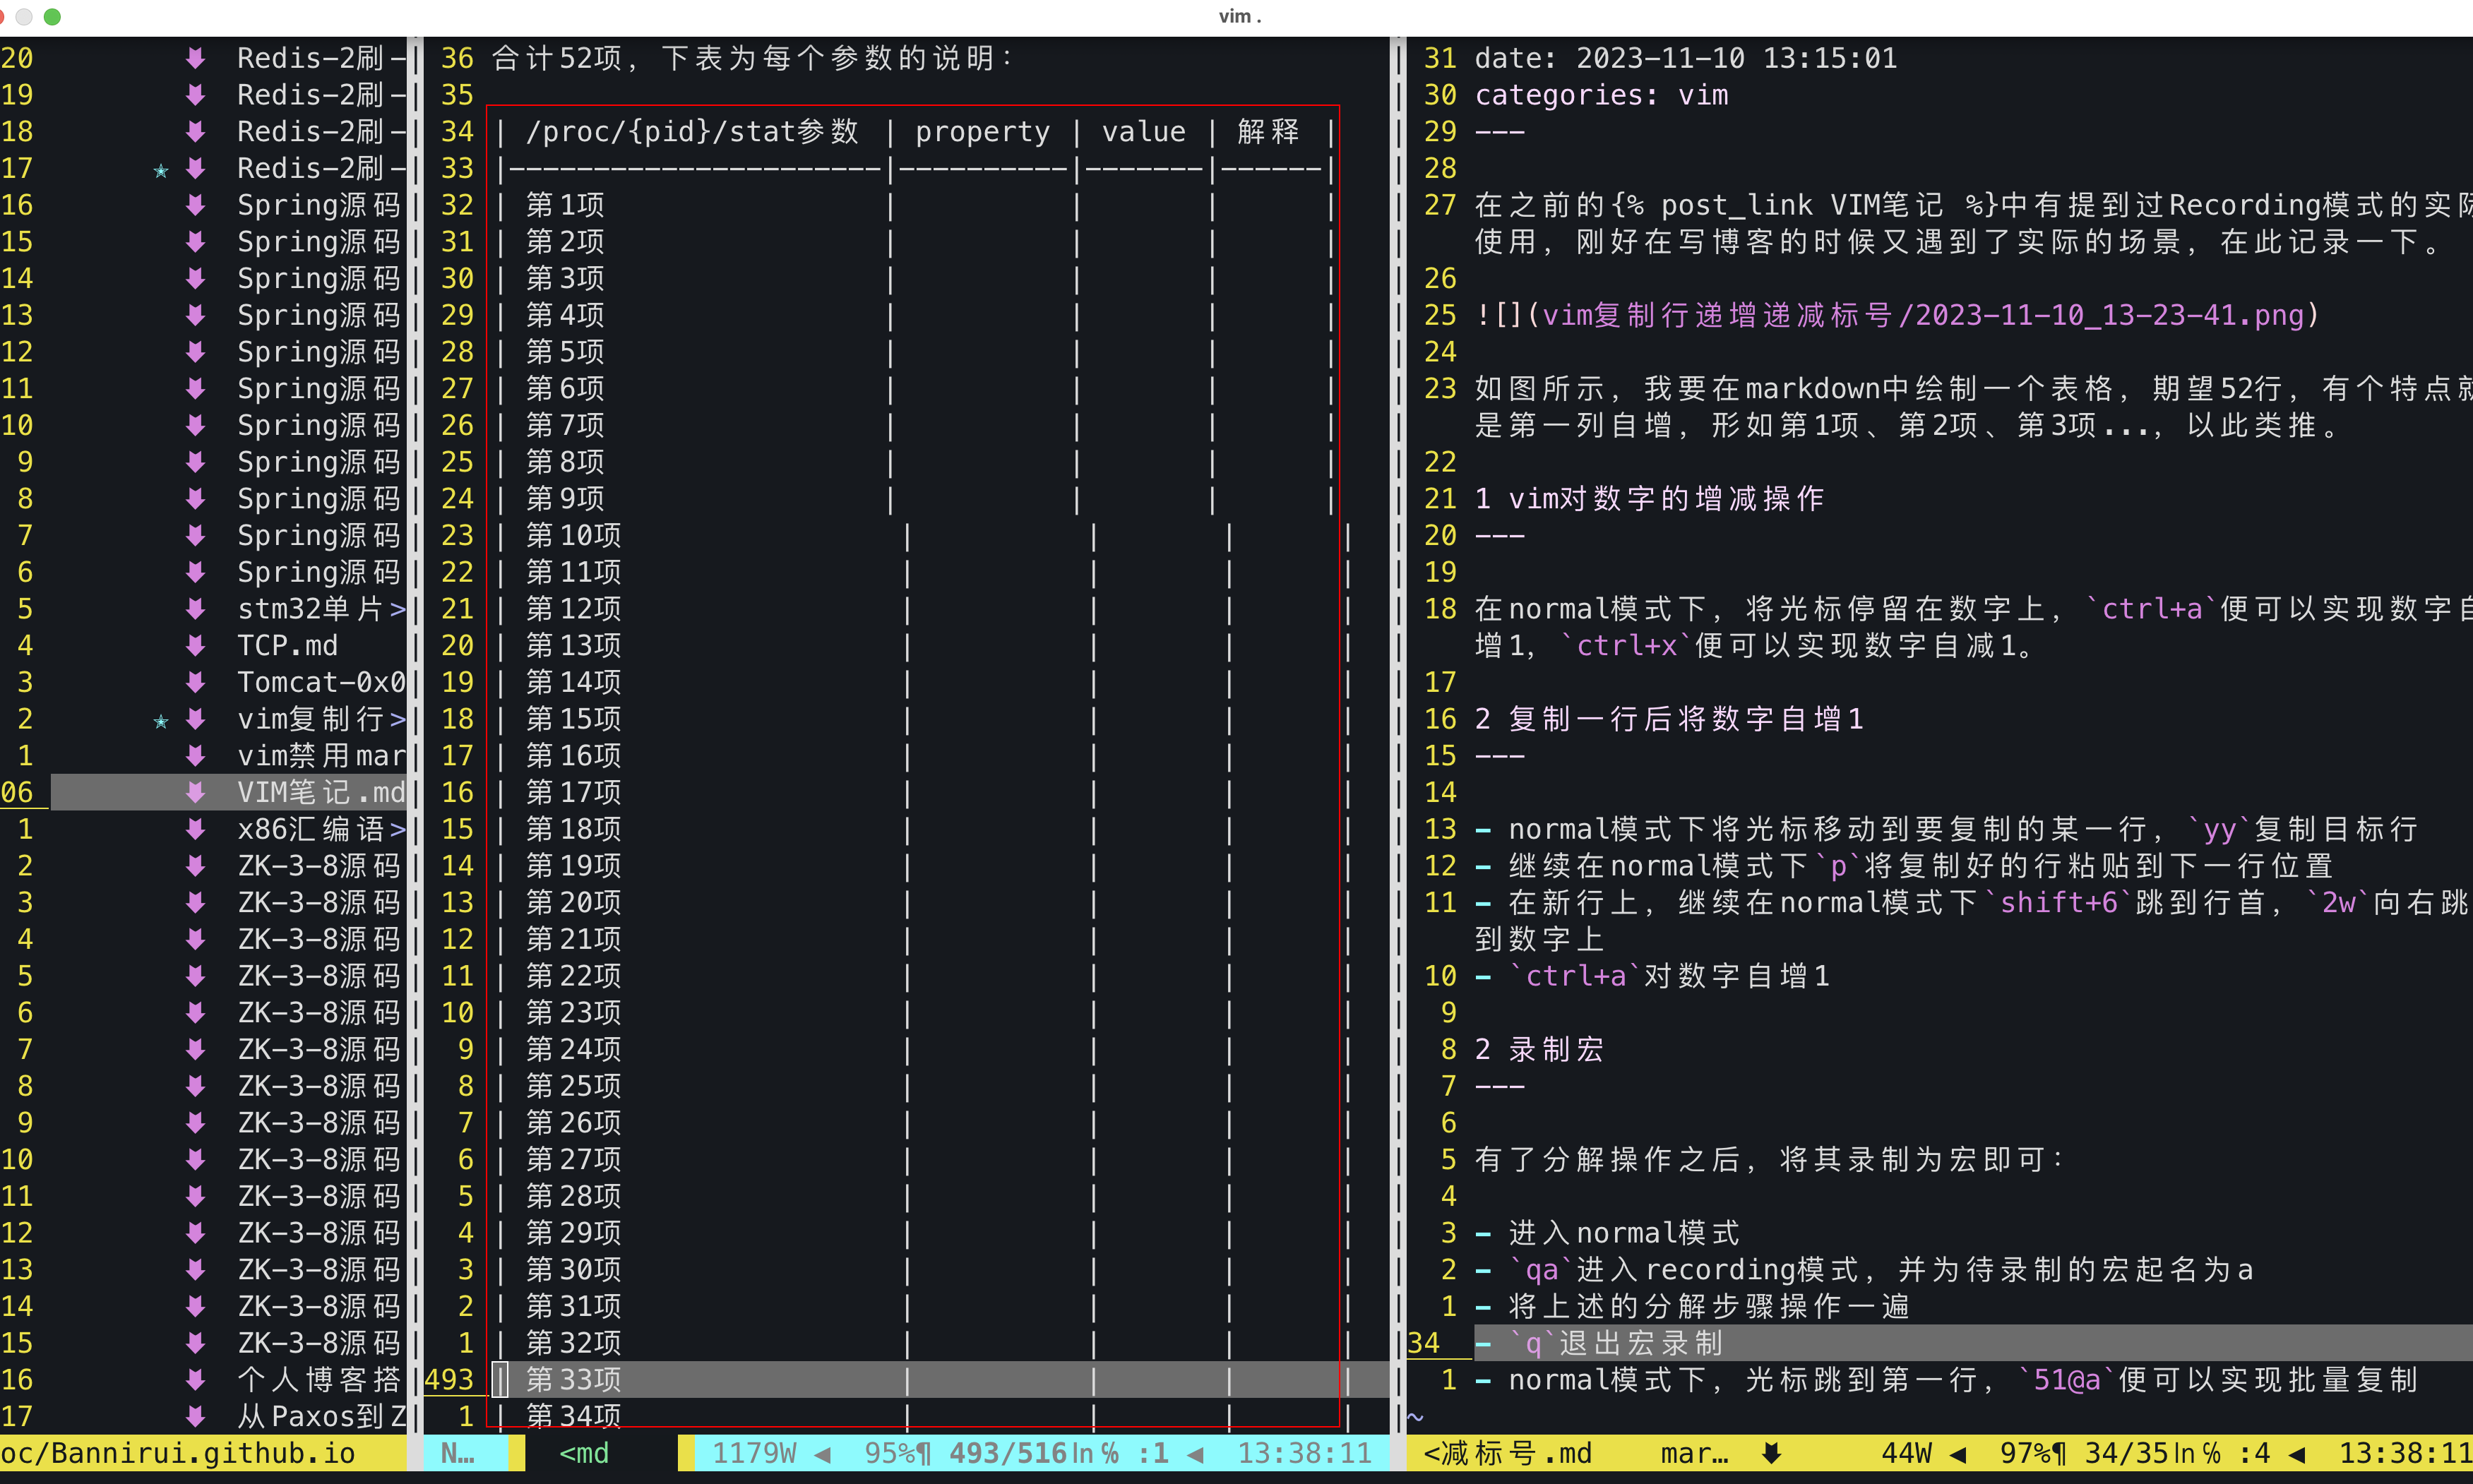 vim .
20 Redis-2刷-
19 Redis-2刷-
18 Redis-2刷-
17 Redis-2刷-
16 Spring源码
15 Spring源码
14 Spring源码
13 Spring源码
12 Spring源码
11 Spring源码
10 Spring源码
9 Spring源码
8 Spring源码
7 Spring源码
6 Spring源码
5 stm32单片>
4 TCP.md
3 Tomcat-0x0
2 vim复制行>
1 vim禁用mar
06 VIM笔记.md
1 x86汇编语>
2 ZK-3-8源码
3 ZK-3-8源码
4 ZK-3-8源码
5 ZK-3-8源码
6 ZK-3-8源码
7 ZK-3-8源码
8 ZK-3-8源码
9 ZK-3-8源码
10 ZK-3-8源码
11 ZK-3-8源码
12 ZK-3-8源码
13 ZK-3-8源码
14 ZK-3-8源码
15 ZK-3-8源码
16 个人博客搭
17 从Paxos到Z
oc/Bannirui.github.io
36 合计52项, 下表为每个参数的说明:
35
34 | /proc/{pid}/stat参数 | property | value | 解释 |
33 |----------------------|----------|-------|------|
32 | 第1项 | | | |
31 | 第2项 | | | |
30 | 第3项 | | | |
29 | 第4项 | | | |
28 | 第5项 | | | |
27 | 第6项 | | | |
26 | 第7项 | | | |
25 | 第8项 | | | |
24 | 第9项 | | | |
23 | 第10项 | | | |
22 | 第11项 | | | |
21 | 第12项 | | | |
20 | 第13项 | | | |
19 | 第14项 | | | |
18 | 第15项 | | | |
17 | 第16项 | | | |
16 | 第17项 | | | |
15 | 第18项 | | | |
14 | 第19项 | | | |
13 | 第20项 | | | |
12 | 第21项 | | | |
11 | 第22项 | | | |
10 | 第23项 | | | |
9 | 第24项 | | | |
8 | 第25项 | | | |
7 | 第26项 | | | |
6 | 第27项 | | | |
5 | 第28项 | | | |
4 | 第29项 | | | |
3 | 第30项 | | | |
2 | 第31项 | | | |
1 | 第32项 | | | |
493 | 第33项 | | | |
1 | 第34项 | | | |
N… <md 1179W ◀ 95%¶ 493/516㏑℅ :1 ◀ 13:38:11
31 date: 2023-11-10 13:15:01
30 categories: vim
29 ---
28
27 在之前的{% post_link VIM笔记 %}中有提到过Recording模式的实际
使用, 刚好在写博客的时候又遇到了实际的场景, 在此记录一下。
26
25 ![](vim复制行递增递减标号/2023-11-10_13-23-41.png)
24
23 如图所示, 我要在markdown中绘制一个表格, 期望52行, 有个特点就
是第一列自增, 形如第1项、第2项、第3项..., 以此类推。
22
21 1 vim对数字的增减操作
20 ---
19
18 在normal模式下, 将光标停留在数字上, `ctrl+a`便可以实现数字自
增1, `ctrl+x`便可以实现数字自减1。
17
16 2 复制一行后将数字自增1
15 ---
14
13 - normal模式下将光标移动到要复制的某一行, `yy`复制目标行
12 - 继续在normal模式下`p`将复制好的行粘贴到下一行位置
11 - 在新行上, 继续在normal模式下`shift+6`跳到行首, `2w`向右跳
到数字上
10 - `ctrl+a`对数字自增1
9
8 2 录制宏
7 ---
6
5 有了分解操作之后, 将其录制为宏即可:
4
3 - 进入normal模式
2 - `qa`进入recording模式, 并为待录制的宏起名为a
1 - 将上述的分解步骤操作一遍
34 - `q`退出宏录制
1 - normal模式下, 光标跳到第一行, `51@a`便可以实现批量复制
~
<减标号.md mar… 44W ◀ 97%¶ 34/35㏑℅ :4 ◀ 13:38:11